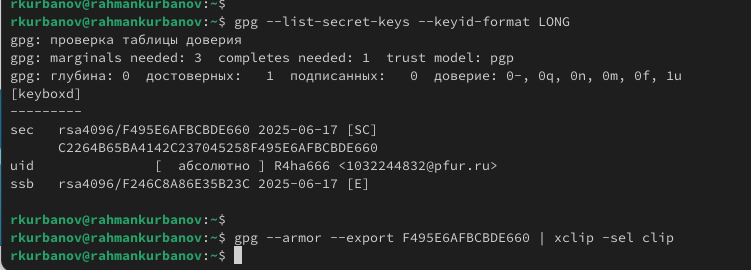 rkurbanov@rahmankurbanov:~$
rkurbanov@rahmankurbanov:~$ gpg --list-secret-keys --keyid-format LONG
gpg: проверка таблицы доверия
gpg: marginals needed: 3  completes needed: 1  trust model: pgp
gpg: глубина: 0  достоверных:   1  подписанных:   0  доверие: 0-, 0q, 0n, 0m, 0f, 1u
[keyboxd]
---------
sec   rsa4096/F495E6AFBCBDE660 2025-06-17 [SC]
      C2264B65BA4142C237045258F495E6AFBCBDE660
uid               [  абсолютно ] R4ha666 <1032244832@pfur.ru>
ssb   rsa4096/F246C8A86E35B23C 2025-06-17 [E]
rkurbanov@rahmankurbanov:~$
rkurbanov@rahmankurbanov:~$ gpg --armor --export F495E6AFBCBDE660 | xclip -sel clip
rkurbanov@rahmankurbanov:~$